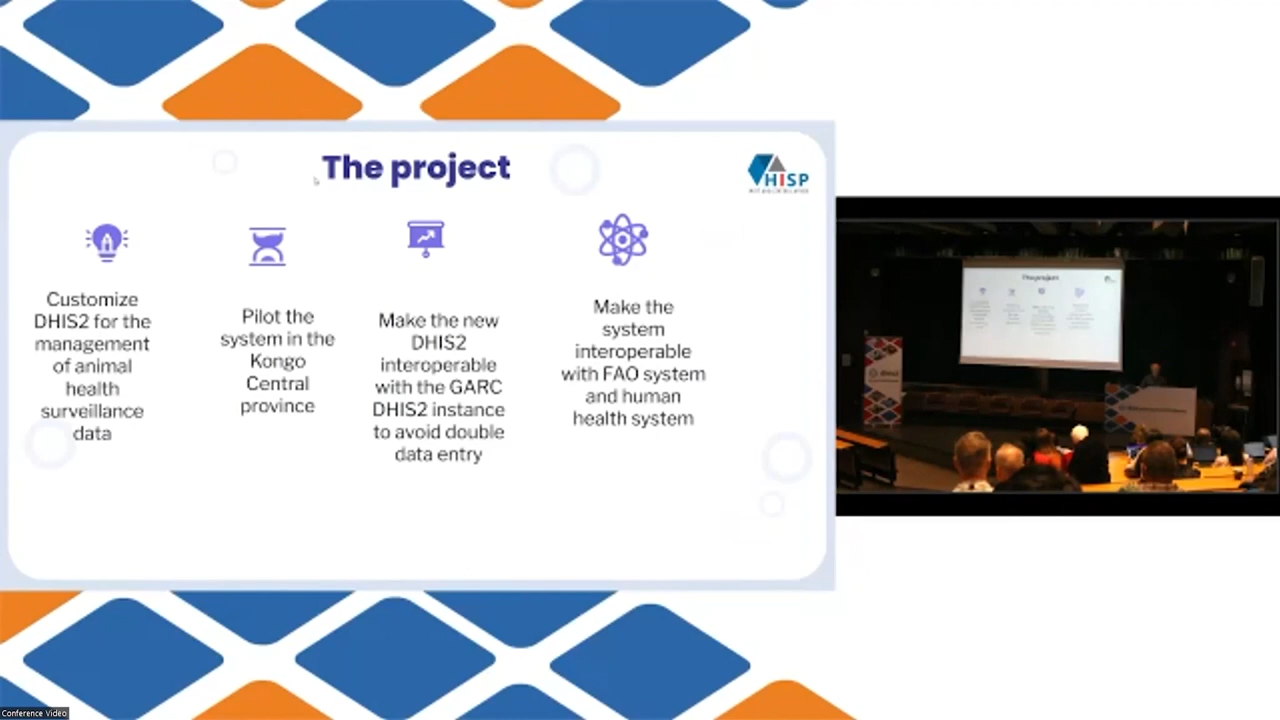 The project
HISP
Customize
DHIS2 for the
management
of animal
health
surveillance
data
Pilot the
system in the
Kongo
Central
province
Make the new
DHIS2
interoperable
with the GARC
DHIS2 instance
to avoid double
data entry
Make the
system
interoperable
with FAO system
and human
health system
The project
Conference Video